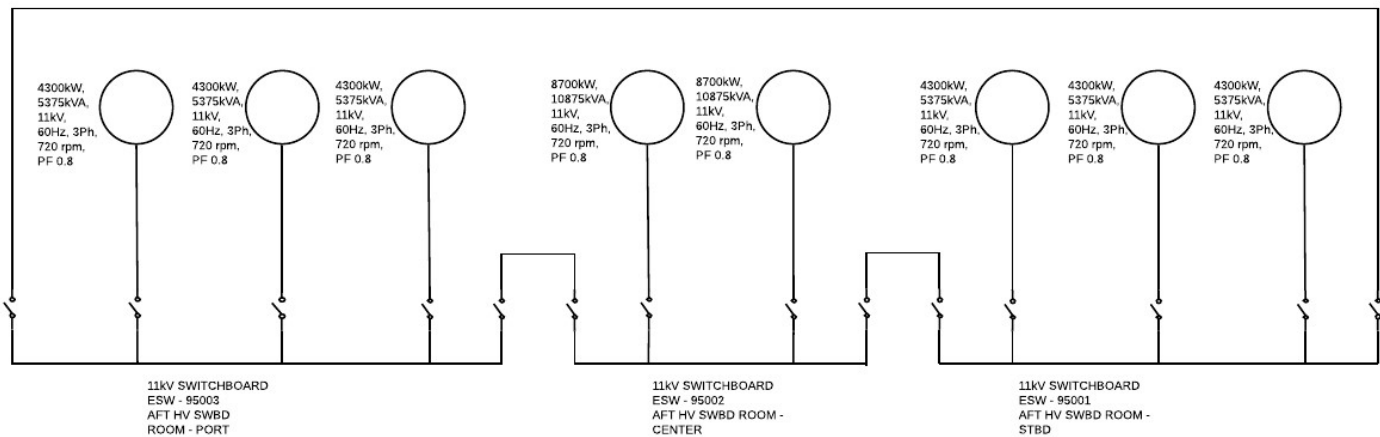 4300kW,
5375kVA,
11kV,
60Hz, 3Ph,
720 rpm,
PF 0.8
4300kW,
5375kVA,
11kV,
60Hz, 3Ph,
720 rpm,
PF 0.8
4300kW,
5375kVA,
11kV,
60Hz, 3Ph,
720 rpm,
PF 0.8
8700kW,
10875kVA,
11kV,
60Hz, 3Ph,
720 rpm,
PF 0.8
8700kW,
10875kVA,
11kV,
60Hz, 3Ph,
720 rpm,
PF 0.8
4300kW,
5375kVA,
11kV,
60Hz, 3Ph,
720 rpm,
PF 0.8
4300kW,
5375kVA,
11kV,
60Hz, 3Ph,
720 rpm,
PF 0.8
4300kW,
5375kVA,
11kV,
60Hz, 3Ph,
720 rpm,
PF 0.8
11kV SWITCHBOARD
ESW - 95003
AFT HV SWBD
ROOM - PORT
11kV SWITCHBOARD
ESW - 95002
AFT HV SWBD ROOM -
CENTER
11kV SWITCHBOARD
ESW - 95001
AFT HV SWBD ROOM -
STBD